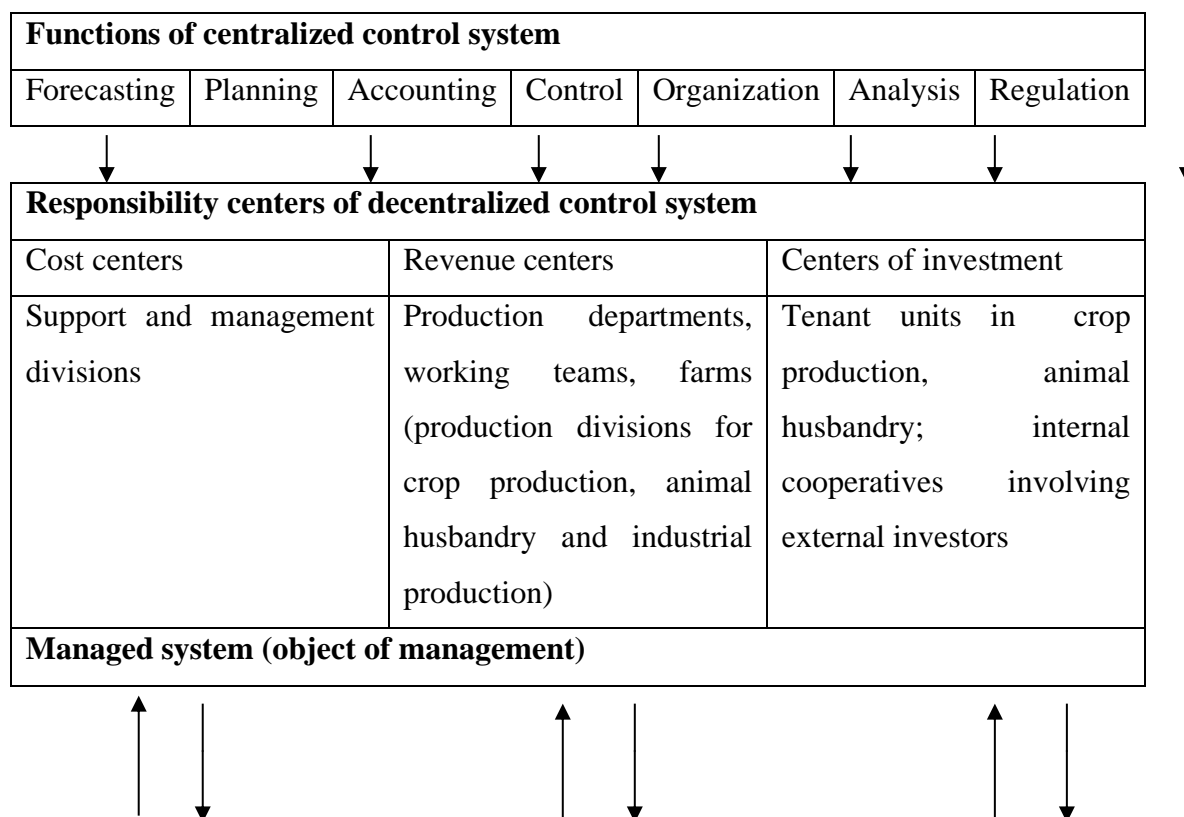 Functions of centralized control system
Forecasting Planning Accounting Control Organization Analysis Regulation
Responsibility centers of decentralized control system
Cost centers
Revenue centers
Centers of investment
Support and management
divisions
Production departments,
working teams, farms
(production divisions for
crop production, animal
husbandry and industrial
production)
Tenant units in crop
production, animal
husbandry; internal
cooperatives involving
external investors
Managed system (object of management)